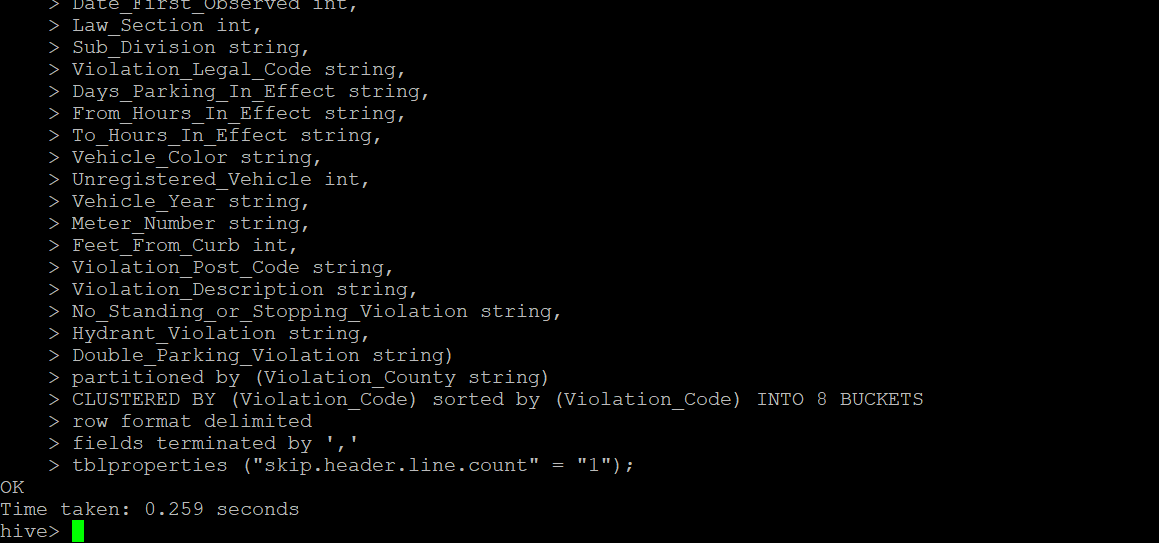 > Date_First_Observed int,
> Law_Section int,
> Sub_Division string,
> Violation_Legal_Code string,
> Days_Parking_In_Effect string,
> From_Hours_In_Effect string,
> To_Hours_In_Effect string,
> Vehicle_Color string,
> Unregistered_Vehicle int,
> Vehicle_Year string,
> Meter_Number string,
> Feet_From_Curb int,
> Violation_Post_Code string,
> Violation_Description string,
> No_Standing_or_Stopping_Violation string,
> Hydrant_Violation string,
> Double_Parking_Violation string)
> partitioned by (Violation_County string)
> CLUSTERED BY (Violation_Code) sorted by (Violation_Code) INTO 8 BUCKETS
> row format delimited
> fields terminated by ','
> tblproperties ("skip.header.line.count" = "1");
OK
Time taken: 0.259 seconds
hive>